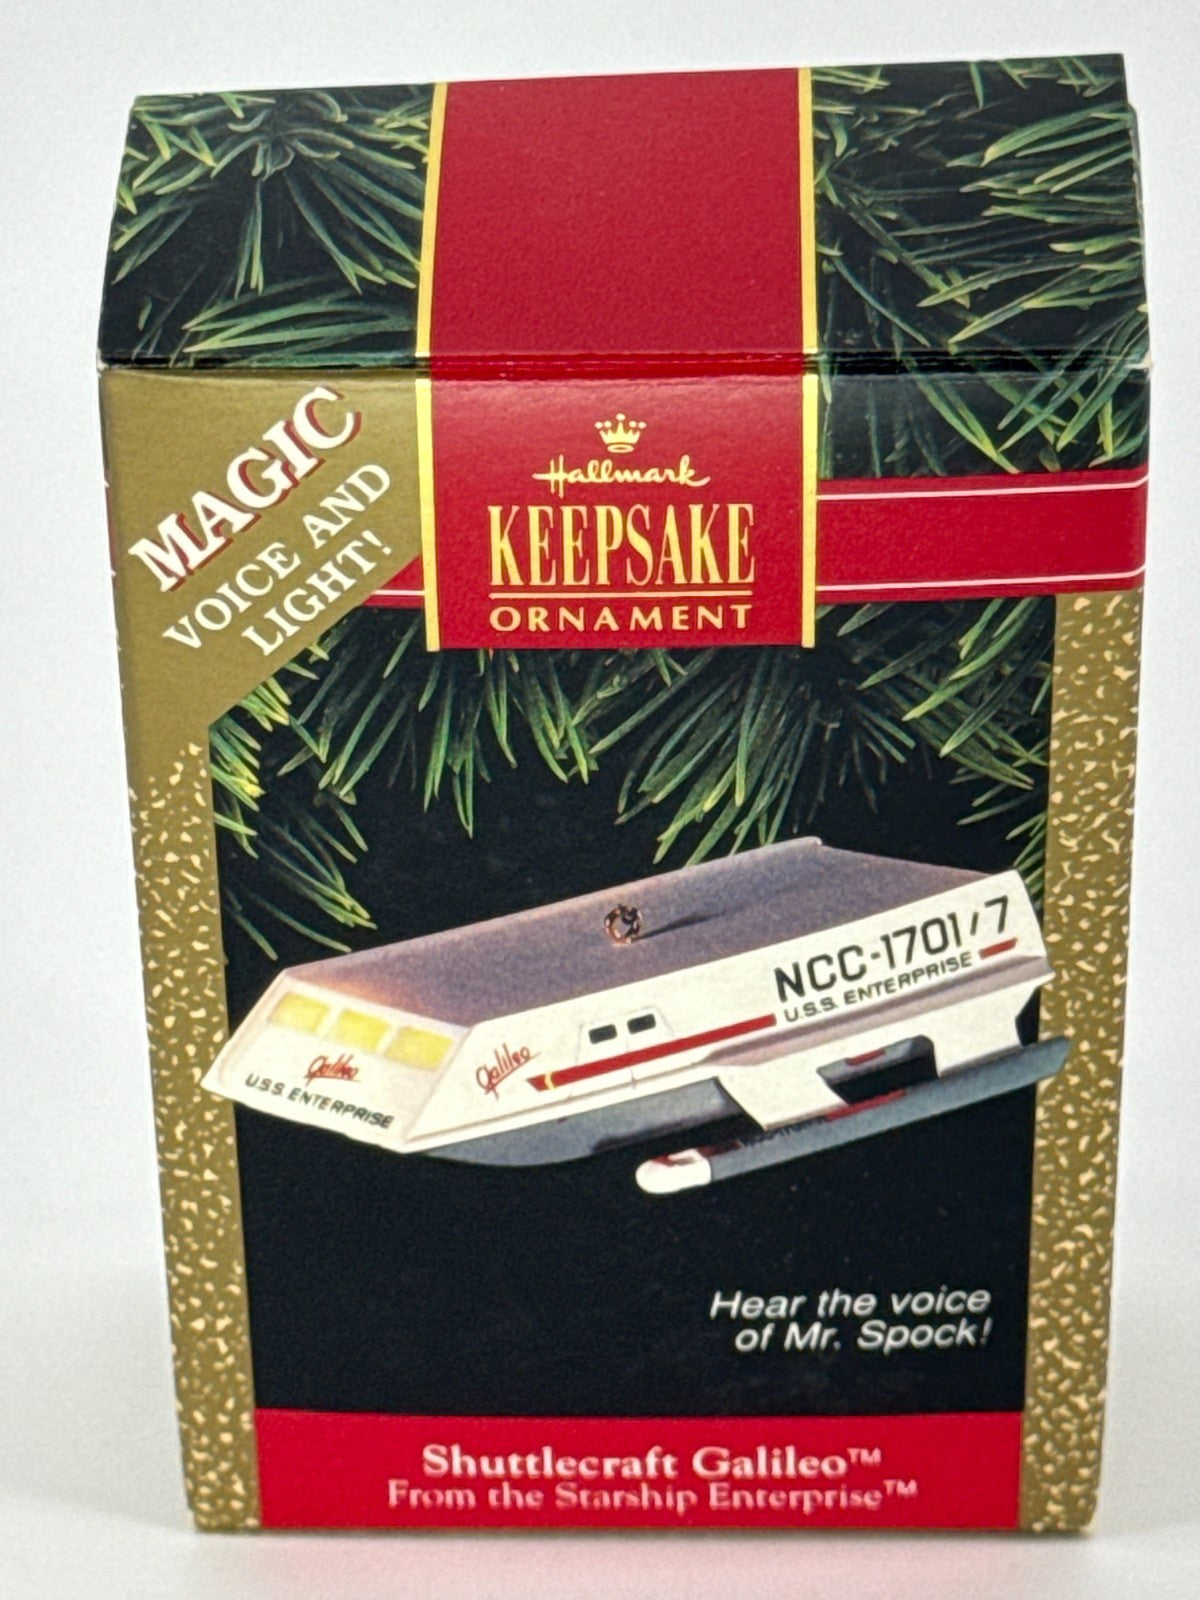 MAGIC
VOICE AND
LIGHT!
Hallmark
KEEPSAKE
ORNAMENT
NCC-1701/7
U.S.S. ENTERPRISE
Galileo
Galileo
U.S.S. ENTERPRISE
Hear the voice
of Mr. Spock!
Shuttlecraft Galileo™
From the Starship Enterprise™